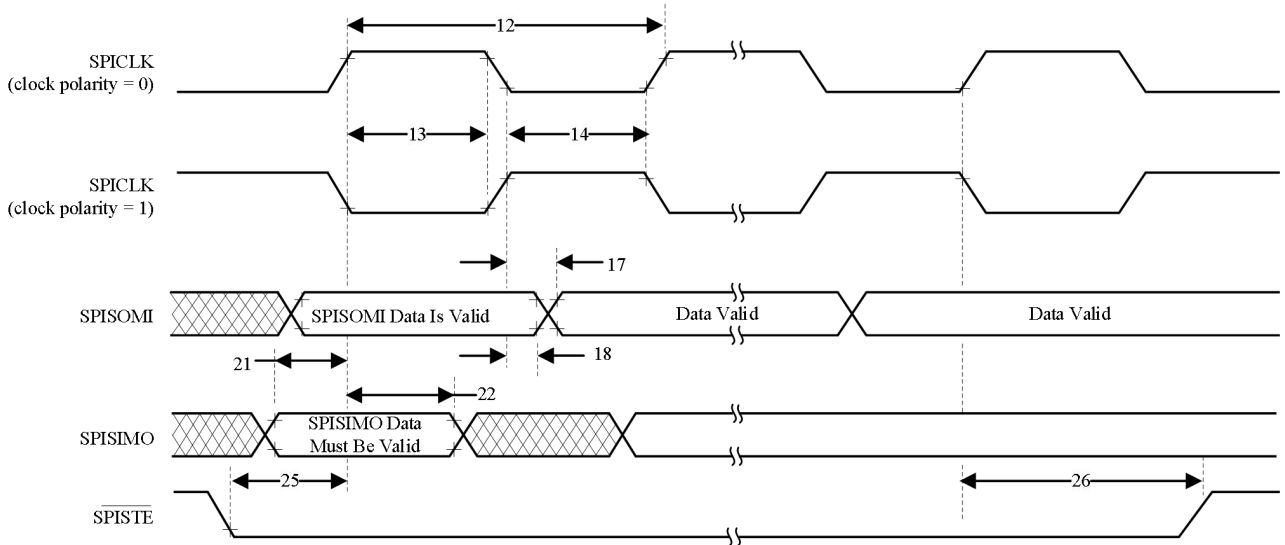 12
SPICLK
(clock polarity = 0)
13
14
SPICLK
(clock polarity = 1)
17
SPISOMI
SPISOMI Data Is Valid
Data Valid
Data Valid
21
18
22
SPISIMO
SPISIMO Data
Must Be Valid
25
26
SPISTE